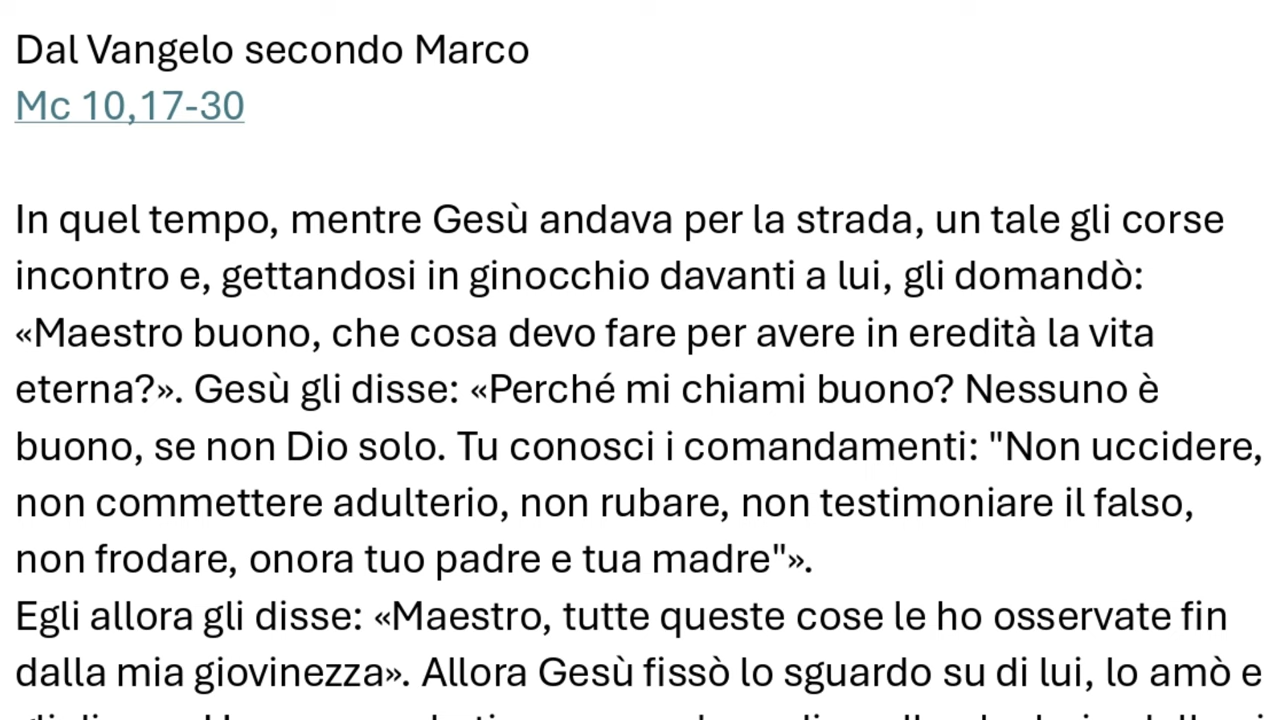 Dal Vangelo secondo Marco
Mc 10,17-30
In quel tempo, mentre Gesù andava per la strada, un tale gli corse
incontro e, gettandosi in ginocchio davanti a lui, gli domandò:
«Maestro buono, che cosa devo fare per avere in eredità la vita
eterna?». Gesù gli disse: «Perché mi chiami buono? Nessuno è
buono, se non Dio solo. Tu conosci i comandamenti: "Non uccidere,
non commettere adulterio, non rubare, non testimoniare il falso,
non frodare, onora tuo padre e tua madre"».
Egli allora gli disse: «Maestro, tutte queste cose le ho osservate fin
dalla mia giovinezza». Allora Gesù fissò lo sguardo su di lui, lo amò e